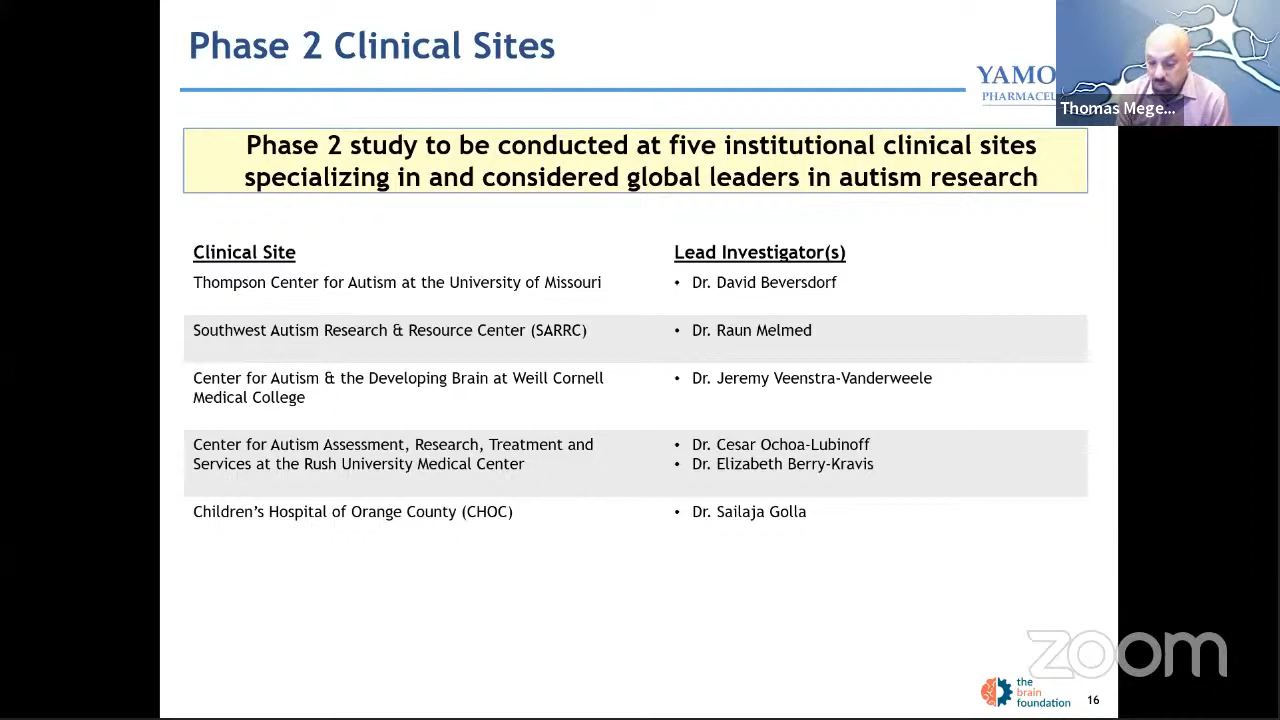 Phase 2 Clinical Sites
YAMO
PHARMACEU
Thomas Mege...
Phase 2 study to be conducted at five institutional clinical sites
specializing in and considered global leaders in autism research
Clinical Site
Lead Investigator(s)
Thompson Center for Autism at the University of Missouri
• Dr. David Beversdorf
Southwest Autism Research & Resource Center (SARRC)
• Dr. Raun Melmed
Center for Autism & the Developing Brain at Weill Cornell
Medical College
• Dr. Jeremy Veenstra-Vanderweele
Center for Autism Assessment, Research, Treatment and
Services at the Rush University Medical Center
• Dr. Cesar Ochoa-Lubinoff
• Dr. Elizabeth Berry-Kravis
Children's Hospital of Orange County (CHOC)
• Dr. Sailaja Golla
zoom
the
brain
foundation
16